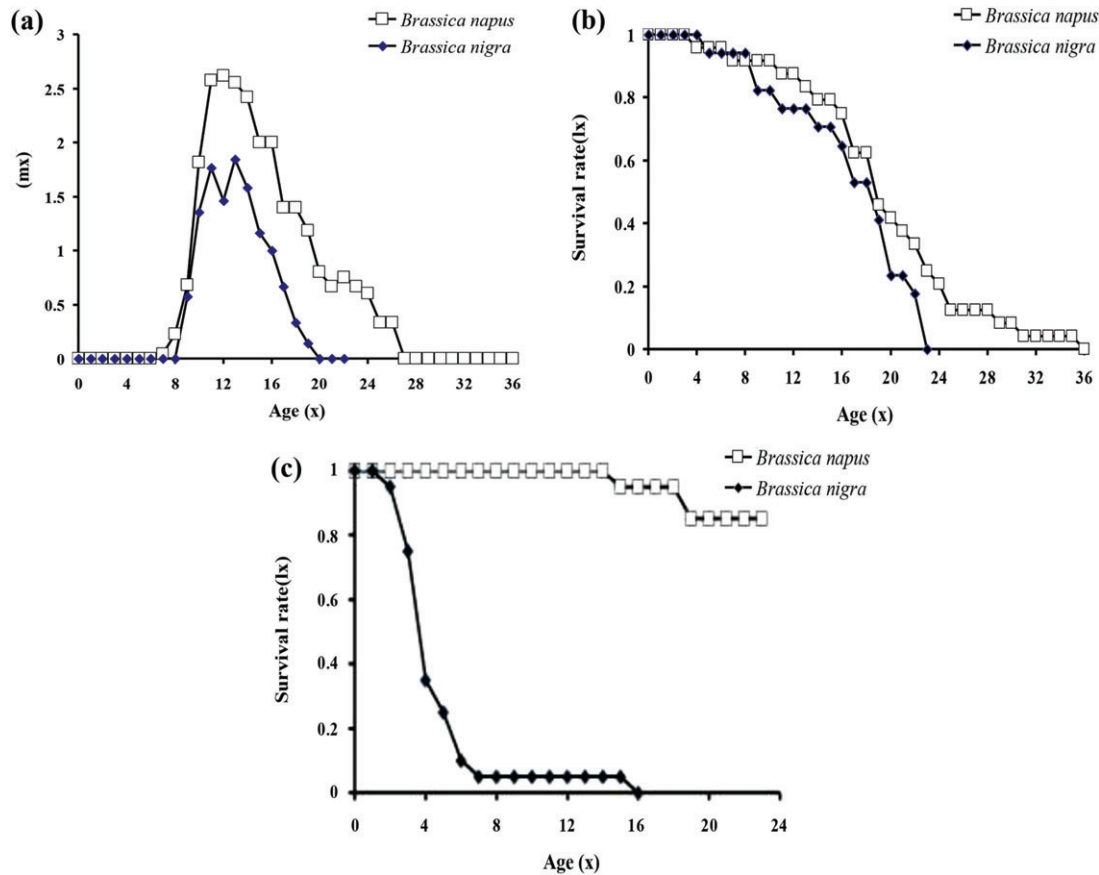 (a)
Brassica napus
Brassica nigra
3
2.5
2
1.5
1
0.5
0
(mx)
0 4 8 12 16 20 24 28 32 36
Age (x)
(b)
Brassica napus
Brassica nigra
1
0.8
0.6
0.4
0.2
0
Survival rate(lx)
0 4 8 12 16 20 24 28 32 36
Age (x)
(c)
Brassica napus
Brassica nigra
1
0.8
0.6
0.4
0.2
0
Survival rate(lx)
0 4 8 12 16 20 24
Age (x)